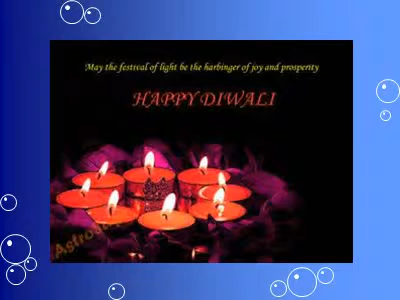 May the festival of light be the harbinger of joy and prosperity
HAPPY DIWALI